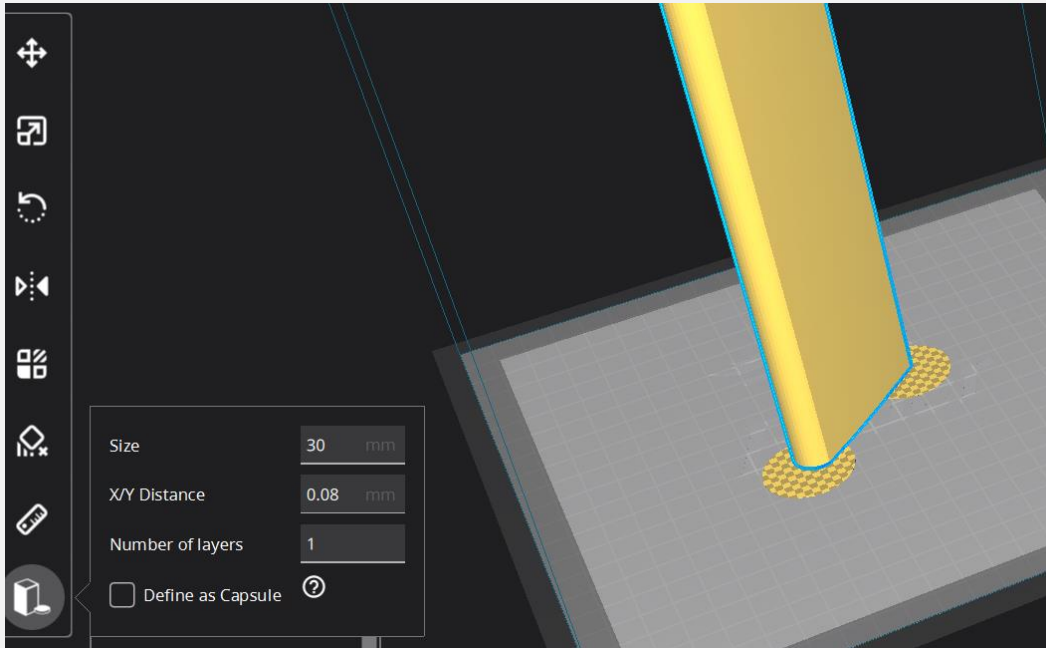 Size 30 mm
X/Y Distance 0.08 mm
Number of layers 1
Define as Capsule